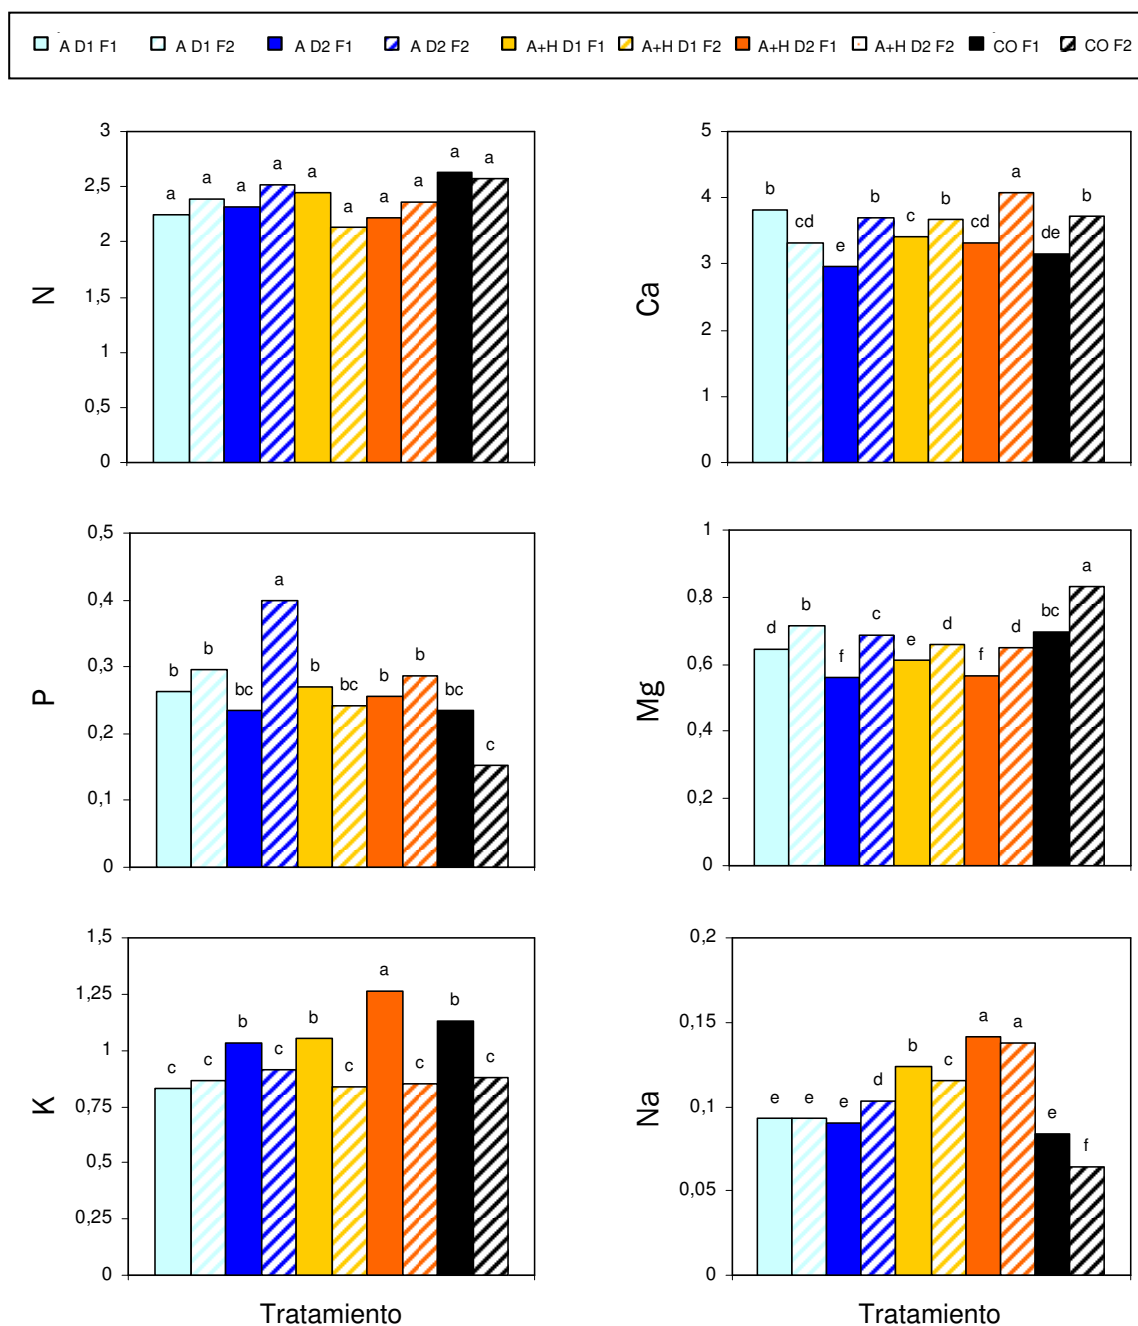 A D1 F1 A D1 F2 A D2 F1 A D2 F2 A+H D1 F1 A+H D1 F2 A+H D2 F1 A+H D2 F2 CO F1 CO F2
N
3
2,5
2
1,5
1
0,5
0
a a a a a a a a a a
Ca
5
4
3
2
1
0
b cd e b c b cd a de b
P
0,5
0,4
0,3
0,2
0,1
0
b b bc a b bc b b bc c
Mg
1
0,8
0,6
0,4
0,2
0
d b f c e d f d bc a
K
1,5
1,25
1
0,75
0,5
0,25
0
c c b c b c a c b c
Tratamiento
Na
0,2
0,15
0,1
0,05
0
e e e d b c a a e f
Tratamiento